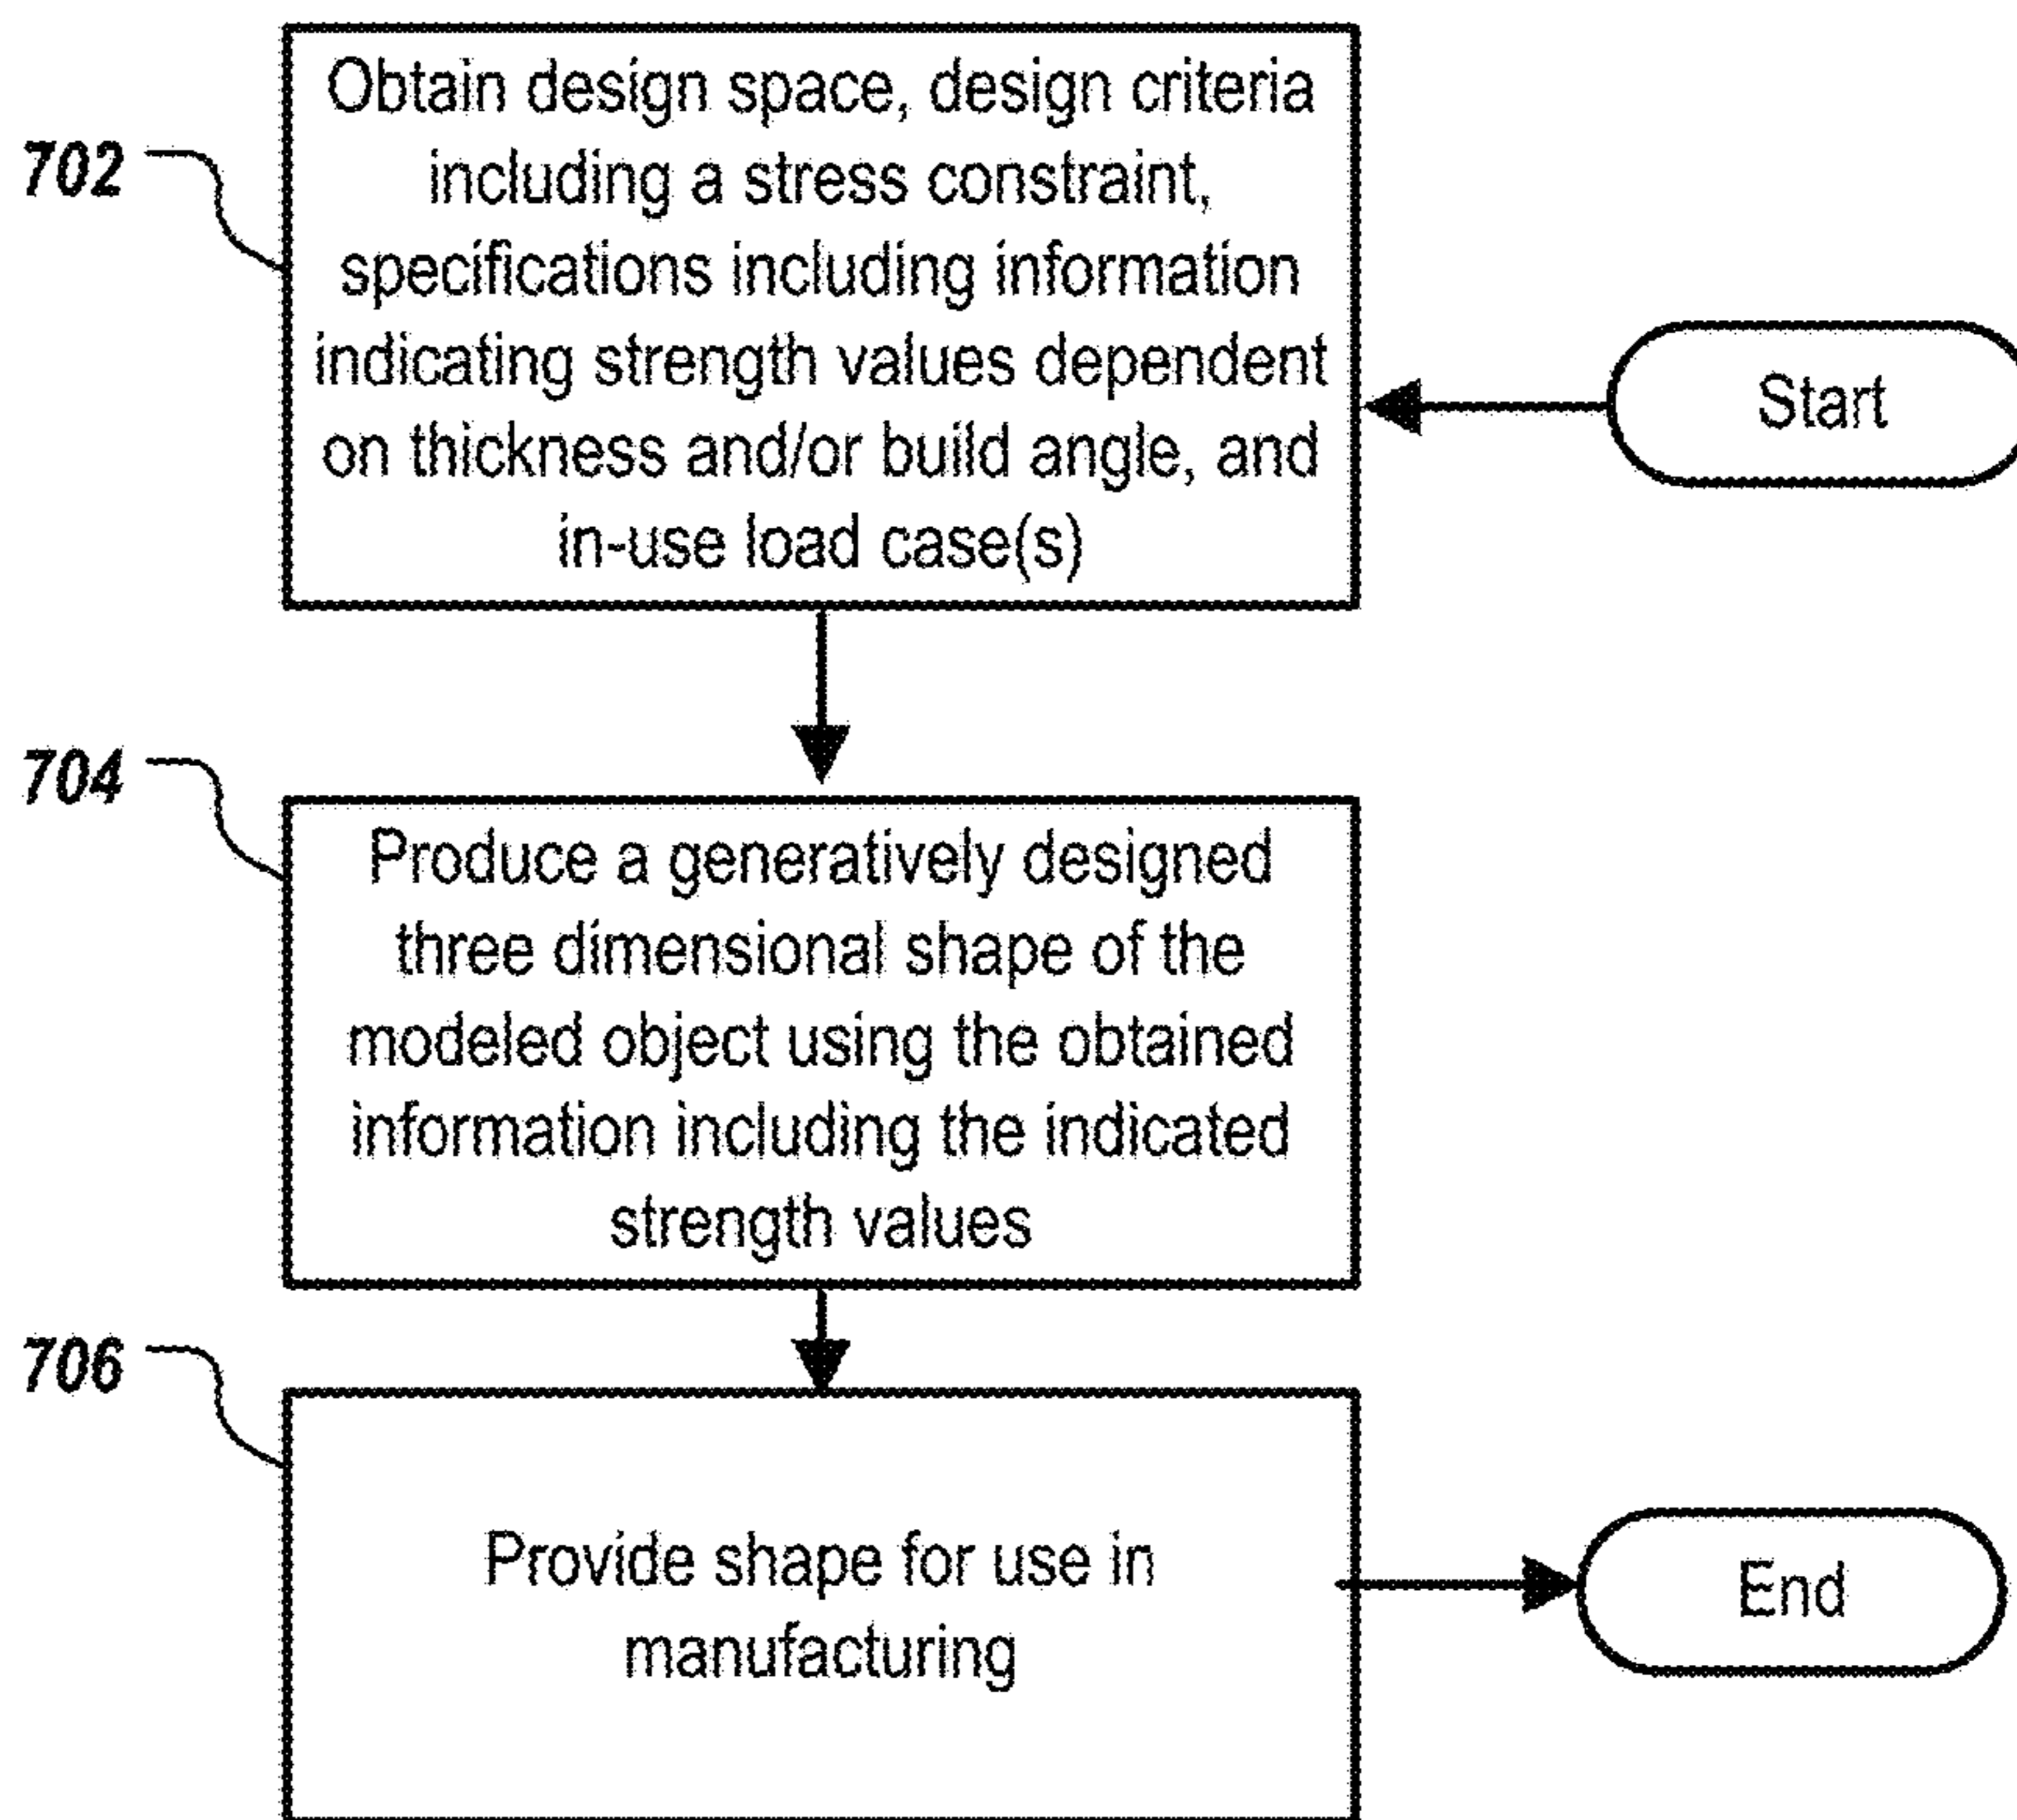 702
Obtain design space, design criteria
including a stress constraint,
specifications including information
indicating strength values dependent
on thickness and/or build angle, and
in-use load case(s)
Start
704
Produce a generatively designed
three dimensional shape of the
modeled object using the obtained
information including the indicated
strength values
706
Provide shape for use in
manufacturing
End